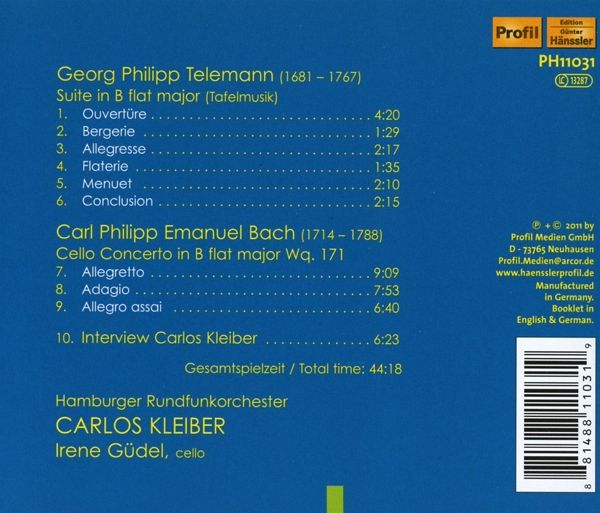 Profil
Edition
Günter
Hänssler
PH11031
LC 13287
Georg Philipp Telemann (1681 – 1767)
Suite in B flat major (Tafelmusik)
1. Ouvertüre 4:20
2. Bergerie 1:29
3. Allegresse 2:17
4. Flaterie 1:35
5. Menuet 2:10
6. Conclusion 2:15
Carl Philipp Emanuel Bach (1714 – 1788)
Cello Concerto in B flat major Wq. 171
7. Allegretto 9:09
8. Adagio 7:53
9. Allegro assai 6:40
10. Interview Carlos Kleiber 6:23
Gesamtspielzeit / Total time: 44:18
Hamburger Rundfunkorchester
CARLOS KLEIBER
Irene Güdel, cello
℗ + © 2011 by
Profil Medien GmbH
D - 73765 Neuhausen
Profil.Medien@arcor.de
www.haensslerprofil.de
Manufactured
in Germany.
Booklet in
English & German.
8 81488 11031 9